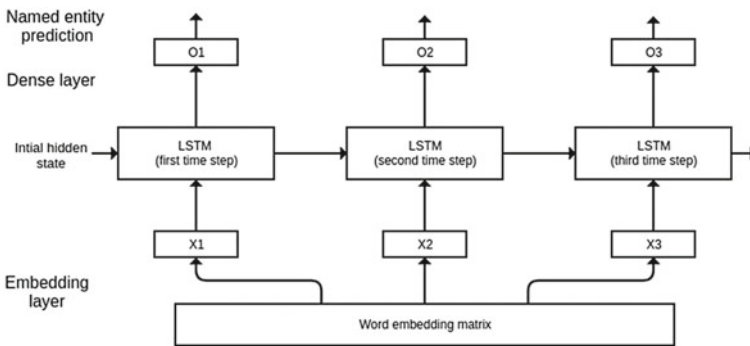 Named entity
prediction
O1
O2
O3
Dense layer
Intial hidden
state
LSTM
(first time step)
LSTM
(second time step)
LSTM
(third time step)
X1
X2
X3
Embedding
layer
Word embedding matrix